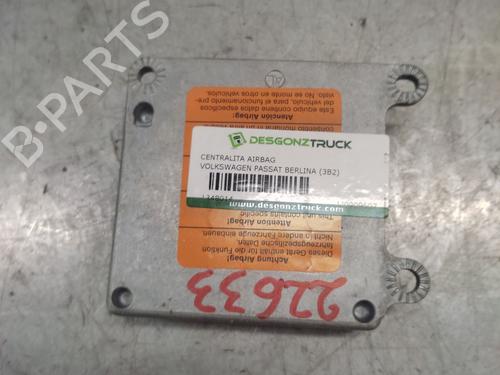 B-PARTS
visto. No se monte en otros vehículos.
del vehículo, para el funcionamiento pre
Este equipo contiene datos específicos
Atención Airbag:
DESGONZTRUCK
CENTRALITA AIRBAG
VOLKSWAGEN PASSAT BERLINA (3B2)
www.desgonztruck.com
This unit contains specific
Attention Airbag!
Nicht in andere Fahrzeuge einbauen
fahrzeugspezifische Daten.
Dieses Gerät enthält für die Funktion
Achtung Airbag!
22633